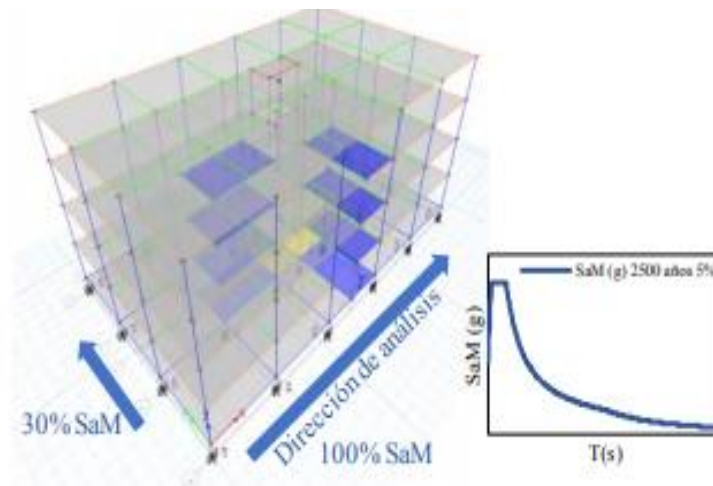 30% SaM
Dirección de análisis
100% SaM
SaM (g) 2500 años 5%
SaM (g)
T(s)